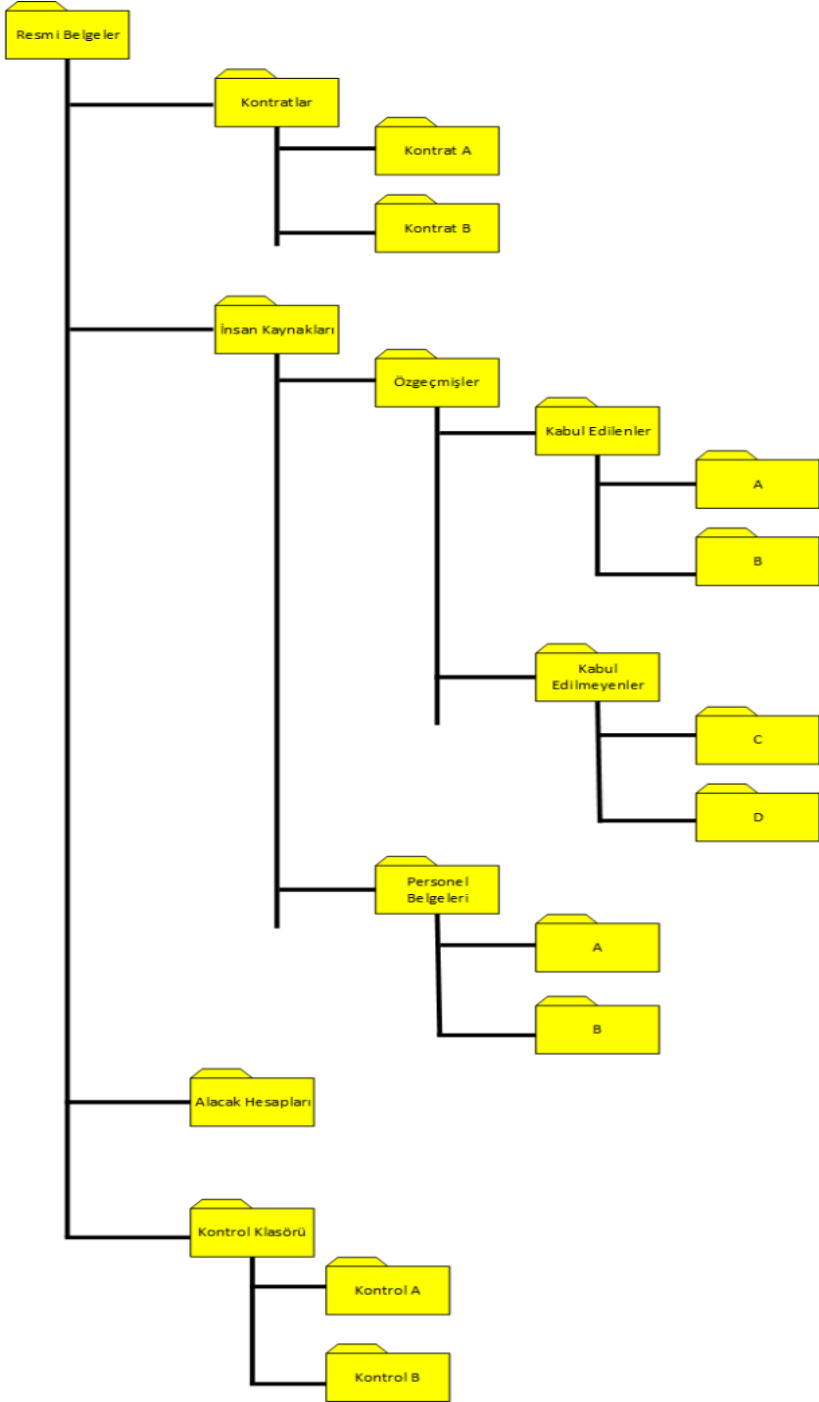 Resmi Belgeler
Kontratlar
Kontrat A
Kontrat B
İnsan Kaynakları
Özgeçmişler
Kabul Edilenler
A
B
Kabul
Edilmeyenler
C
D
Personel
Belgeleri
A
B
Alacak Hesapları
Kontrol Klasörü
Kontrol A
Kontrol B